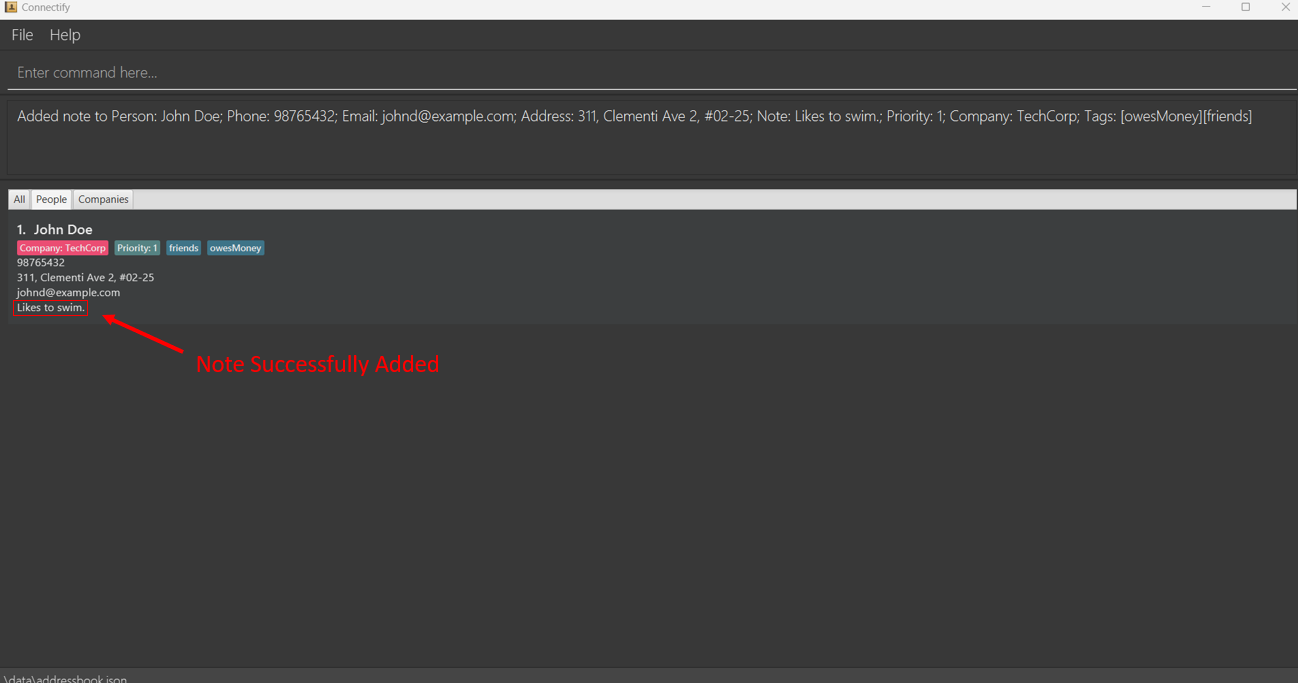 Connectify
File Help
Enter command here...
Added note to Person: John Doe; Phone: 98765432; Email: johnd@example.com; Address: 311, Clementi Ave 2, #02-25; Note: Likes to swim.; Priority: 1; Company: TechCorp; Tags: [owesMoney][friends]
All People Companies
1. John Doe
Company: TechCorp Priority: 1 friends owesMoney
98765432
311, Clementi Ave 2, #02-25
johnd@example.com
Likes to swim.
Note Successfully Added
\data\addressbook.json